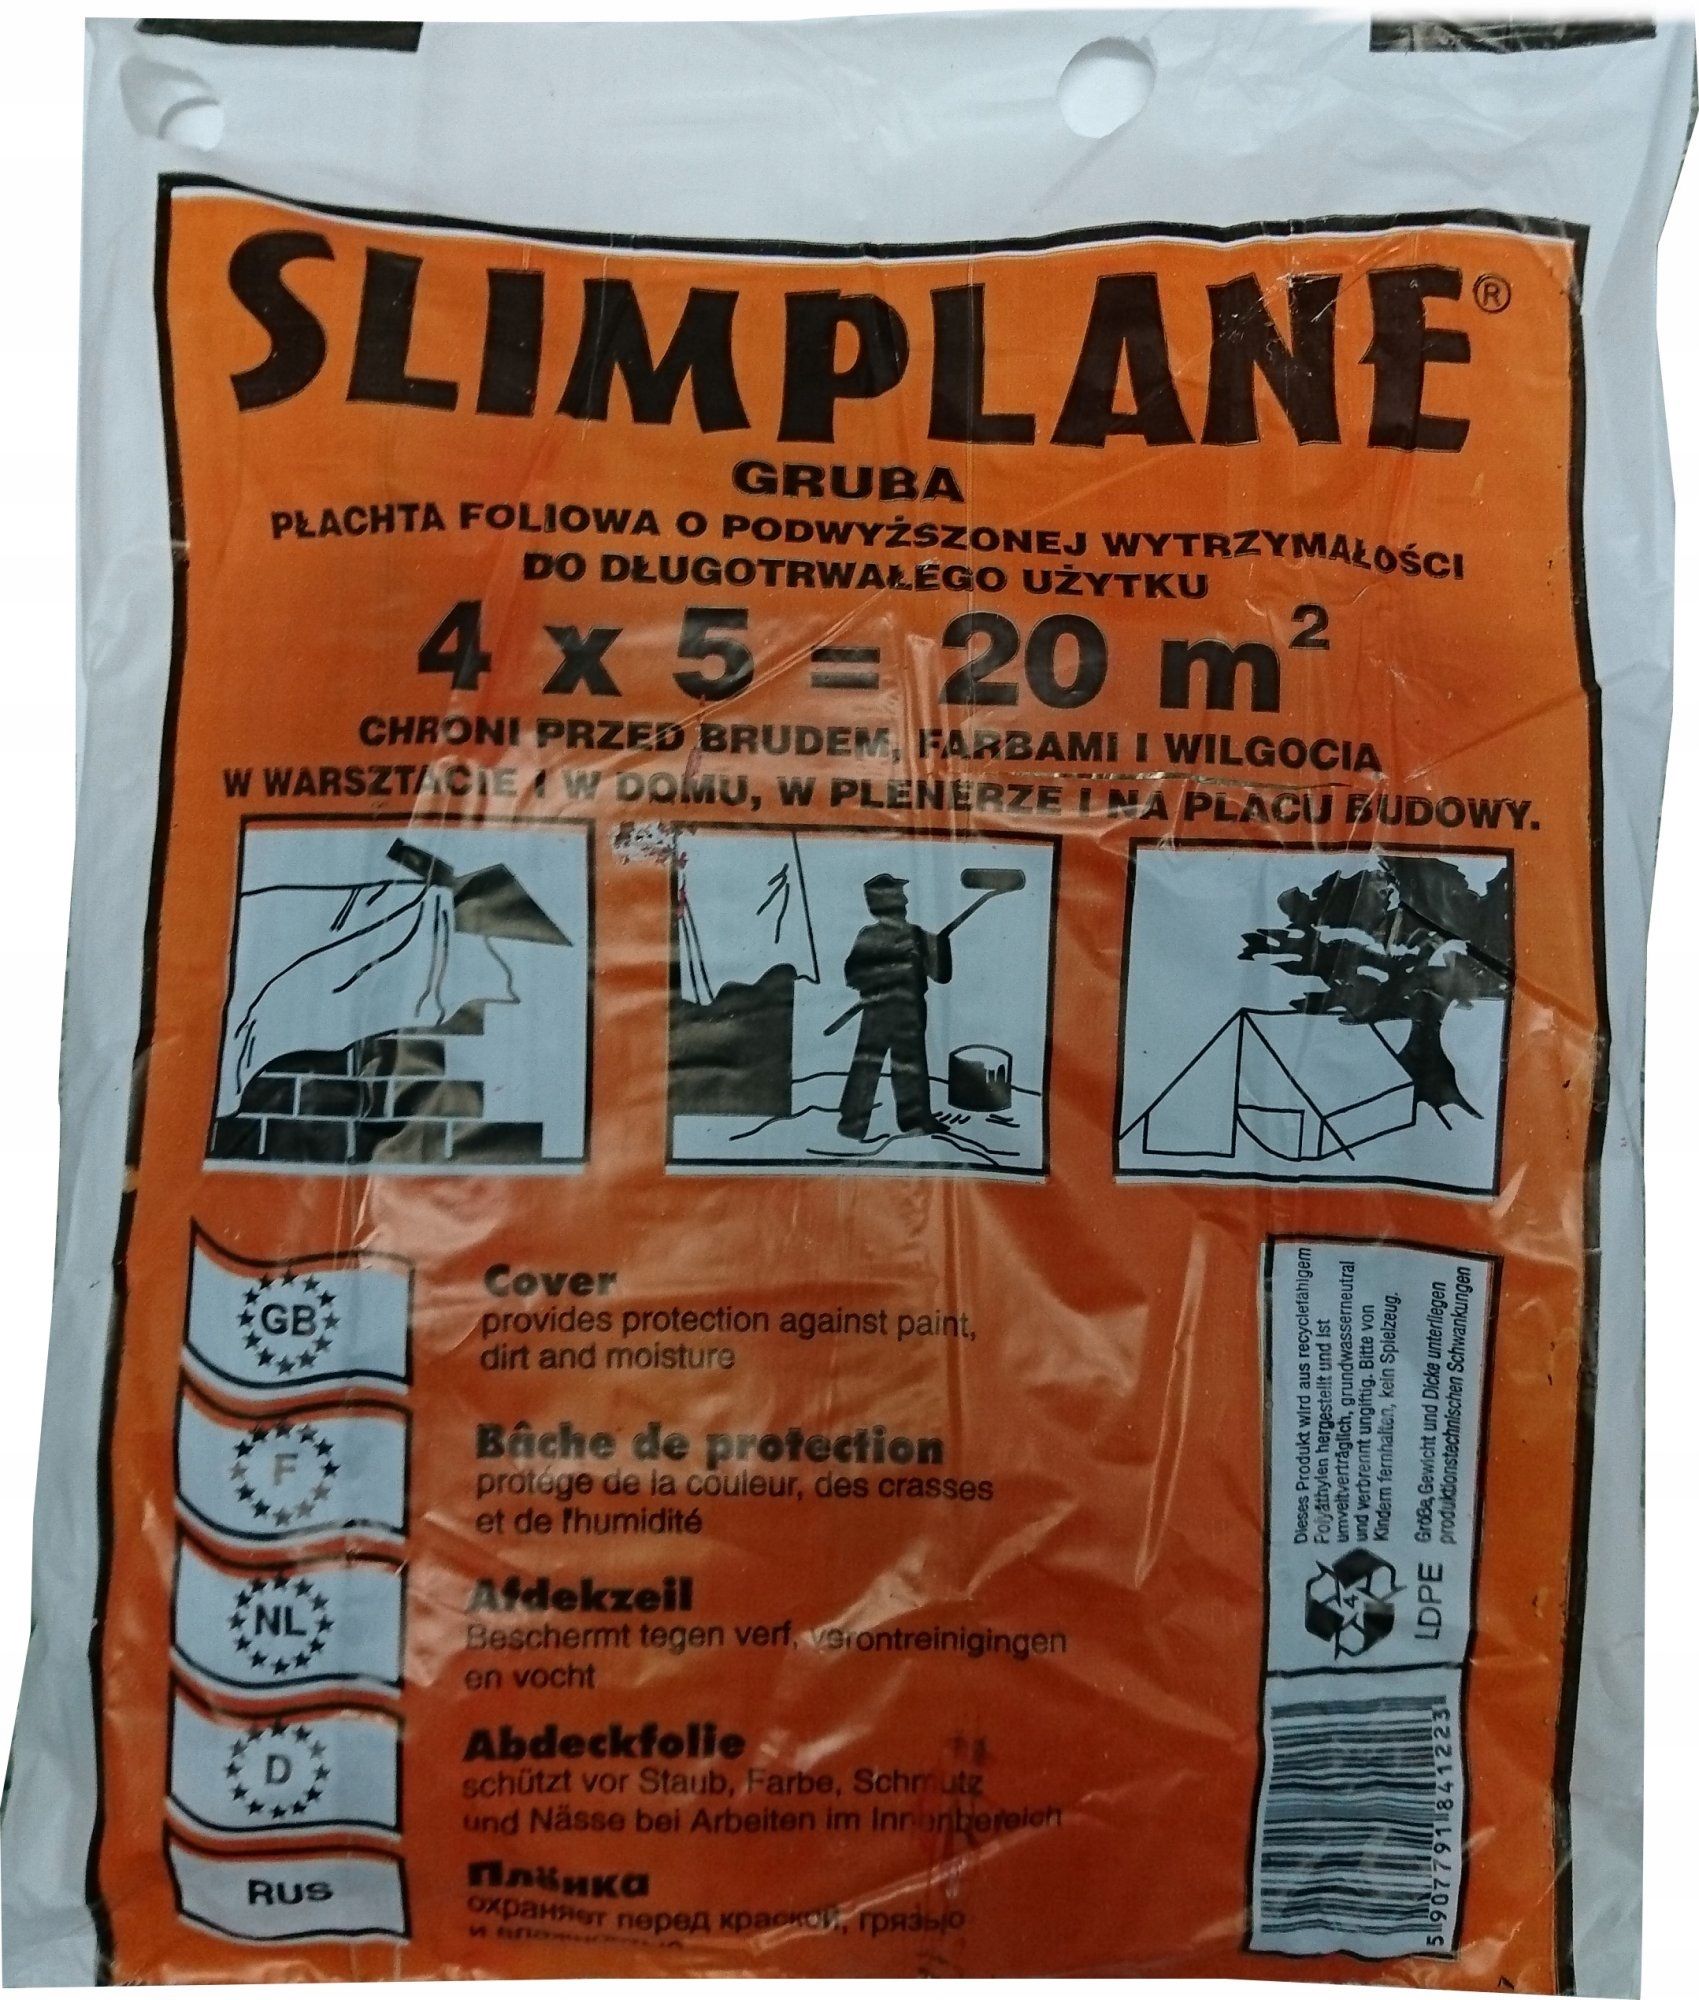 SLIMPLANE®
GRUBA
PŁACHTA FOLIOWA O PODWYŻSZONEJ WYTRZYMAŁOŚCI
DO DŁUGOTRWAŁEGO UŻYTKU
4 x 5 = 20 m²
CHRONI PRZED BRUDEM, FARBAMI I WILGOCIA
W WARSZTACIE I W DOMU, W PLENERZE I NA PLACU BUDOWY.
GB
Cover
provides protection against paint,
dirt and moisture
F
Bâche de protection
protége de la couleur, des crasses
et de l'humidité
NL
Afdekzeil
Beschermt tegen verf, verontreinigingen
en vocht
D
Abdeckfolie
schützt vor Staub, Farbe, Schmutz
und Nässe bei Arbeiten im Innenbereich
RUS
Плёнка
охраняет перед краской, грязью
и
Dieses Produkt wird aus recyclefähigem
Polyäthylen hergestellt und ist
umweltverträglich, grundwasserneutral
und verbrennt ungiftig. Bitte von
Kindern fernhalten, kein Spielzeug.
Größe, Gewicht und Dicke unterliegen
produktionstechnischen Schwankungen
4
LDPE
5 907791 841223